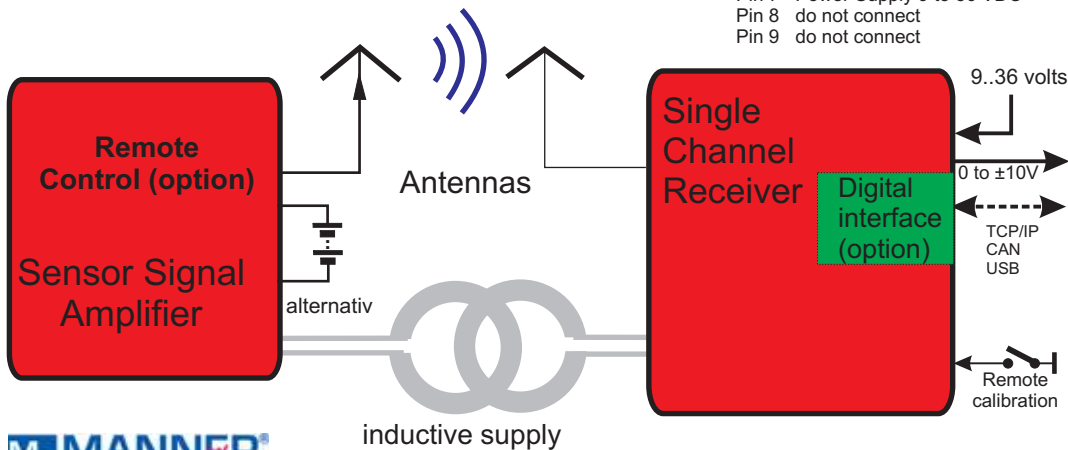 Pin 8 do not connect
Pin 9 do not connect
9..36 volts
Remote
Control (option)
Sensor Signal
Amplifier
alternativ
Antennas
inductive supply
Single
Channel
Receiver
Digital
interface
(option)
0 to ±10V
TCP/IP
CAN
USB
Remote
calibration
MANNER®